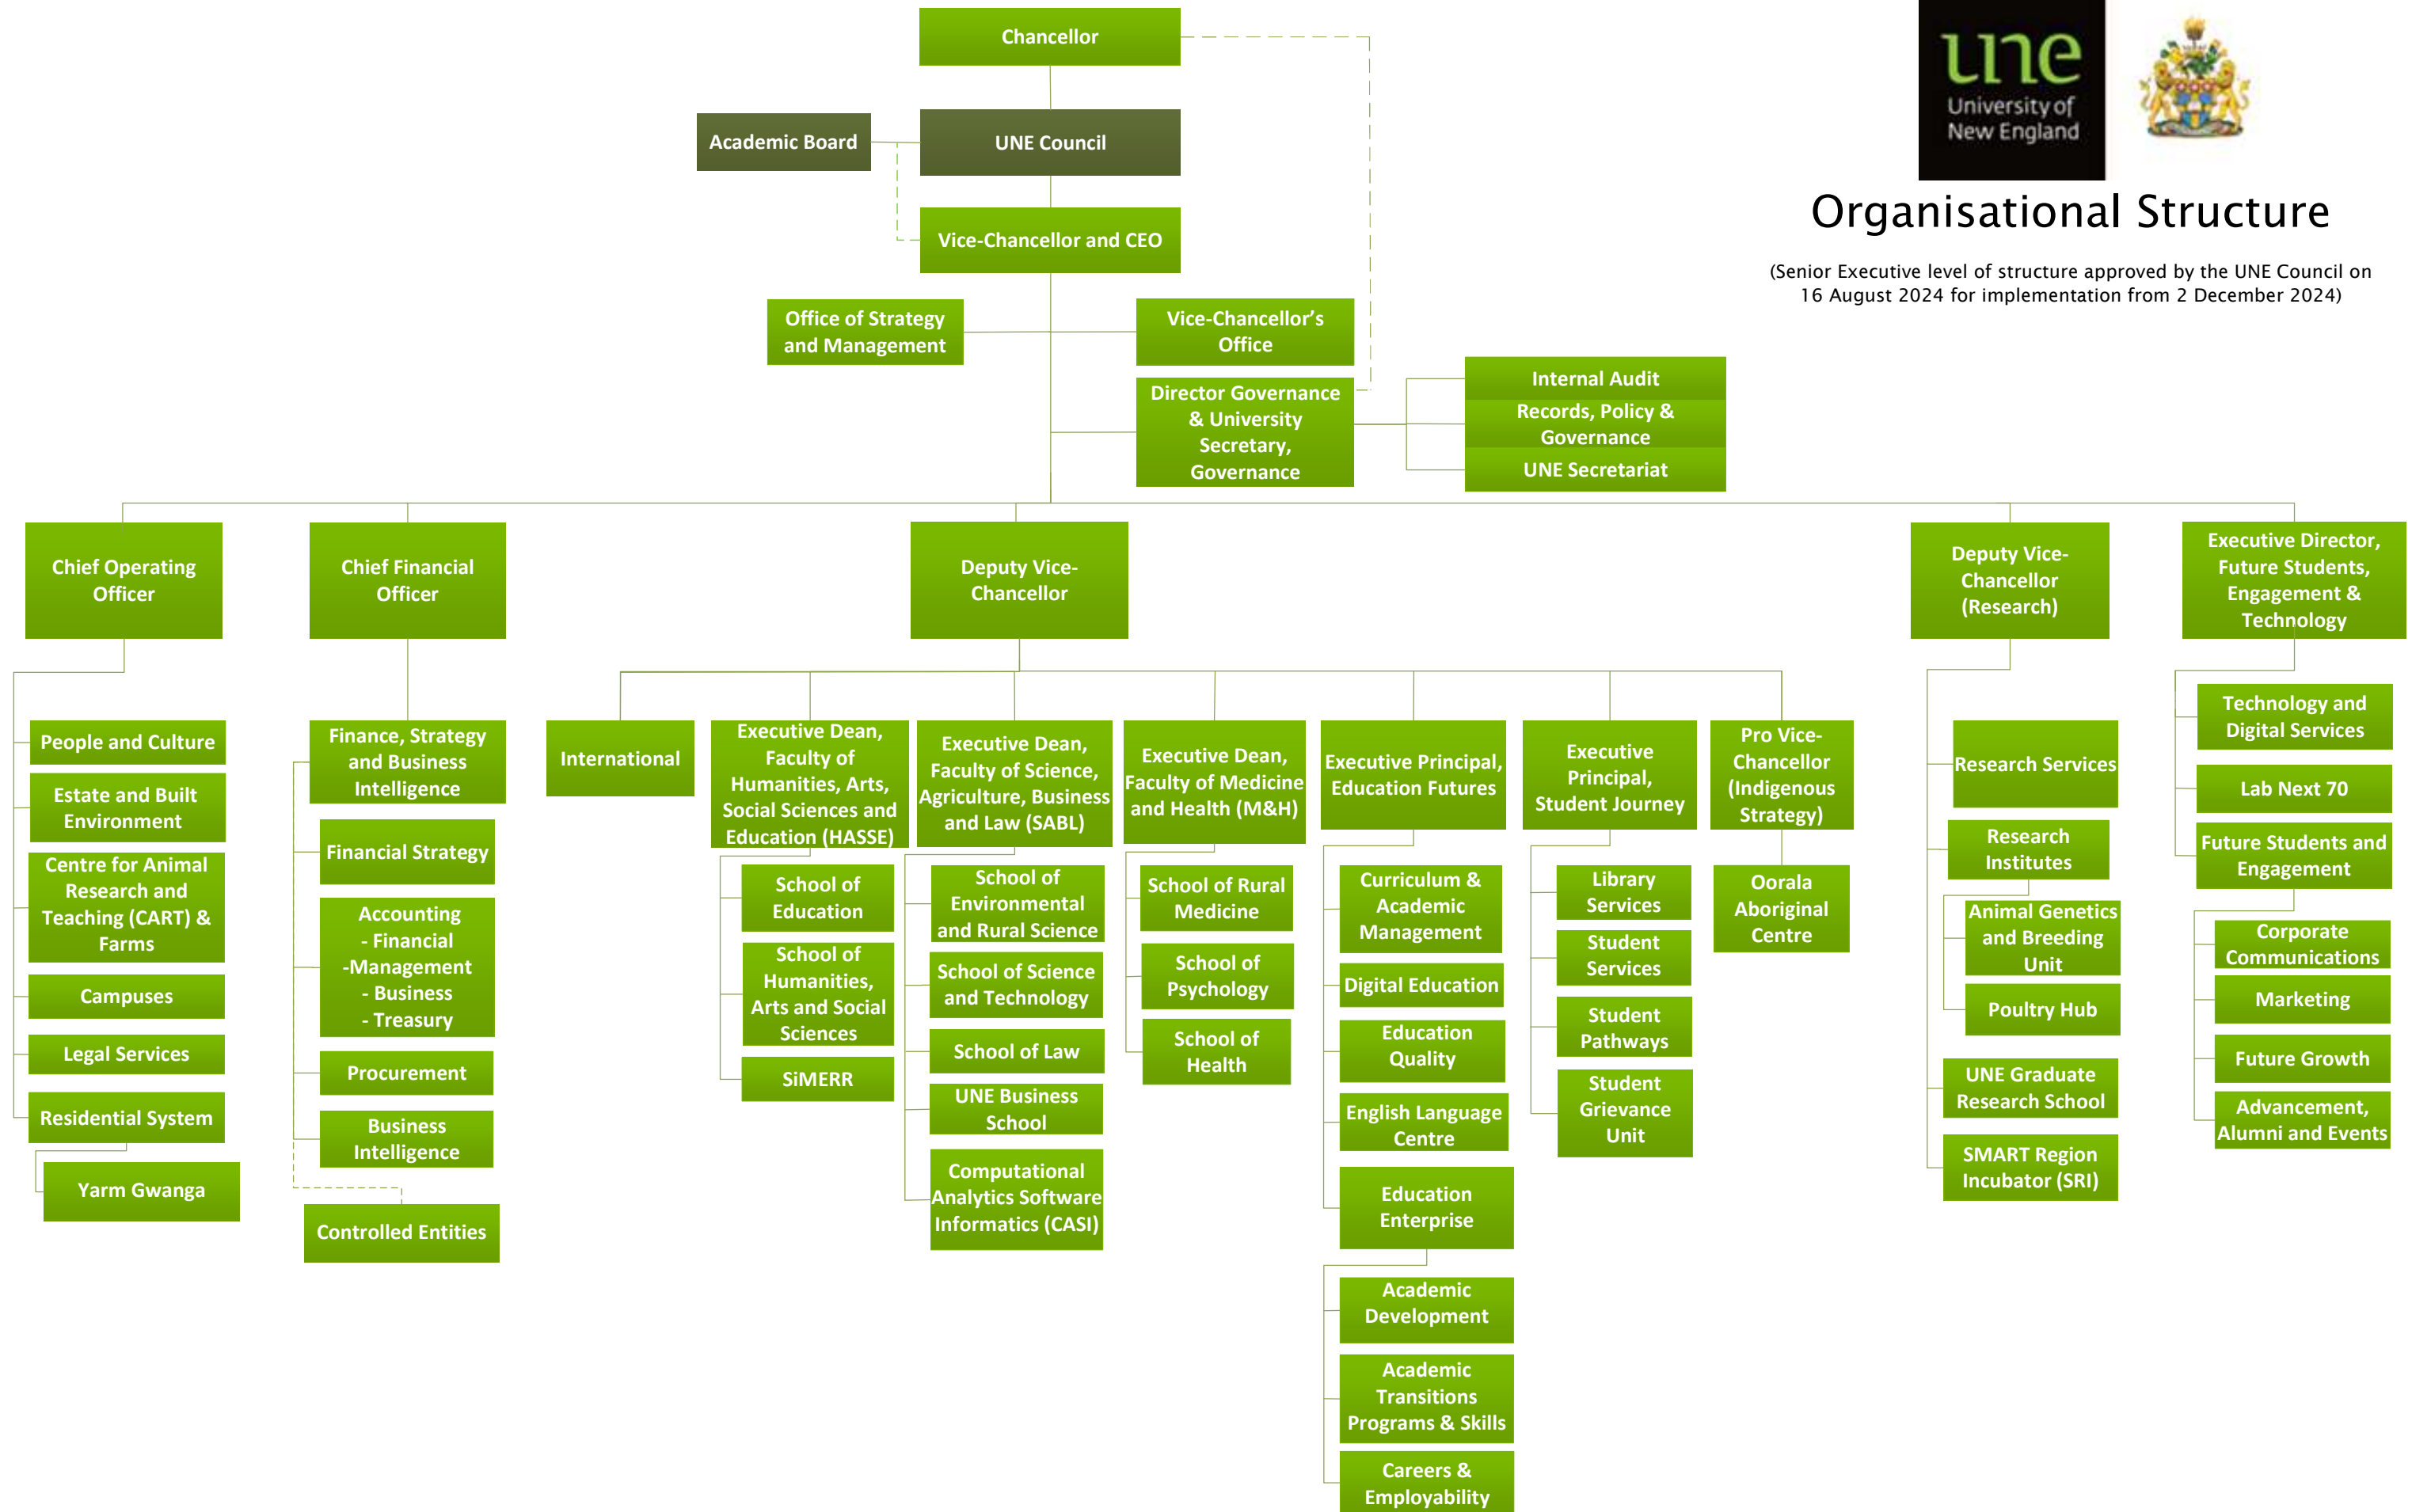 Chancellor
une
University of
New England
Academic Board
UNE Council
Organisational Structure
Vice-Chancellor and CEO
(Senior Executive level of structure approved by the UNE Council on
16 August 2024 for implementation from 2 December 2024)
Office of Strategy
and Management
Vice-Chancellor’s
Office
Director Governance
& University
Secretary,
Governance
Internal Audit
Records, Policy &
Governance
UNE Secretariat
Chief Operating
Officer
Chief Financial
Officer
Deputy Vice-
Chancellor
Deputy Vice-
Chancellor
(Research)
Executive Director,
Future Students,
Engagement &
Technology
People and Culture
Estate and Built
Environment
Centre for Animal
Research and
Teaching (CART) &
Farms
Campuses
Legal Services
Residential System
Yarm Gwanga
Finance, Strategy
and Business
Intelligence
Financial Strategy
Accounting
- Financial
-Management
- Business
- Treasury
Procurement
Business
Intelligence
Controlled Entities
International
Executive Dean,
Faculty of
Humanities, Arts,
Social Sciences and
Education (HASSE)
School of
Education
School of
Humanities,
Arts and Social
Sciences
SiMERR
Executive Dean,
Faculty of Science,
Agriculture, Business
and Law (SABL)
School of
Environmental
and Rural Science
School of Science
and Technology
School of Law
UNE Business
School
Computational
Analytics Software
Informatics (CASI)
Executive Dean,
Faculty of Medicine
and Health (M&H)
School of Rural
Medicine
School of
Psychology
School of
Health
Executive Principal,
Education Futures
Curriculum &
Academic
Management
Digital Education
Education
Quality
English Language
Centre
Education
Enterprise
Academic
Development
Academic
Transitions
Programs & Skills
Careers &
Employability
Executive
Principal,
Student Journey
Library
Services
Student
Services
Student
Pathways
Student
Grievance
Unit
Pro Vice-
Chancellor
(Indigenous
Strategy)
Oorala
Aboriginal
Centre
Research Services
Research
Institutes
Animal Genetics
and Breeding
Unit
Poultry Hub
UNE Graduate
Research School
SMART Region
Incubator (SRI)
Technology and
Digital Services
Lab Next 70
Future Students and
Engagement
Corporate
Communications
Marketing
Future Growth
Advancement,
Alumni and Events